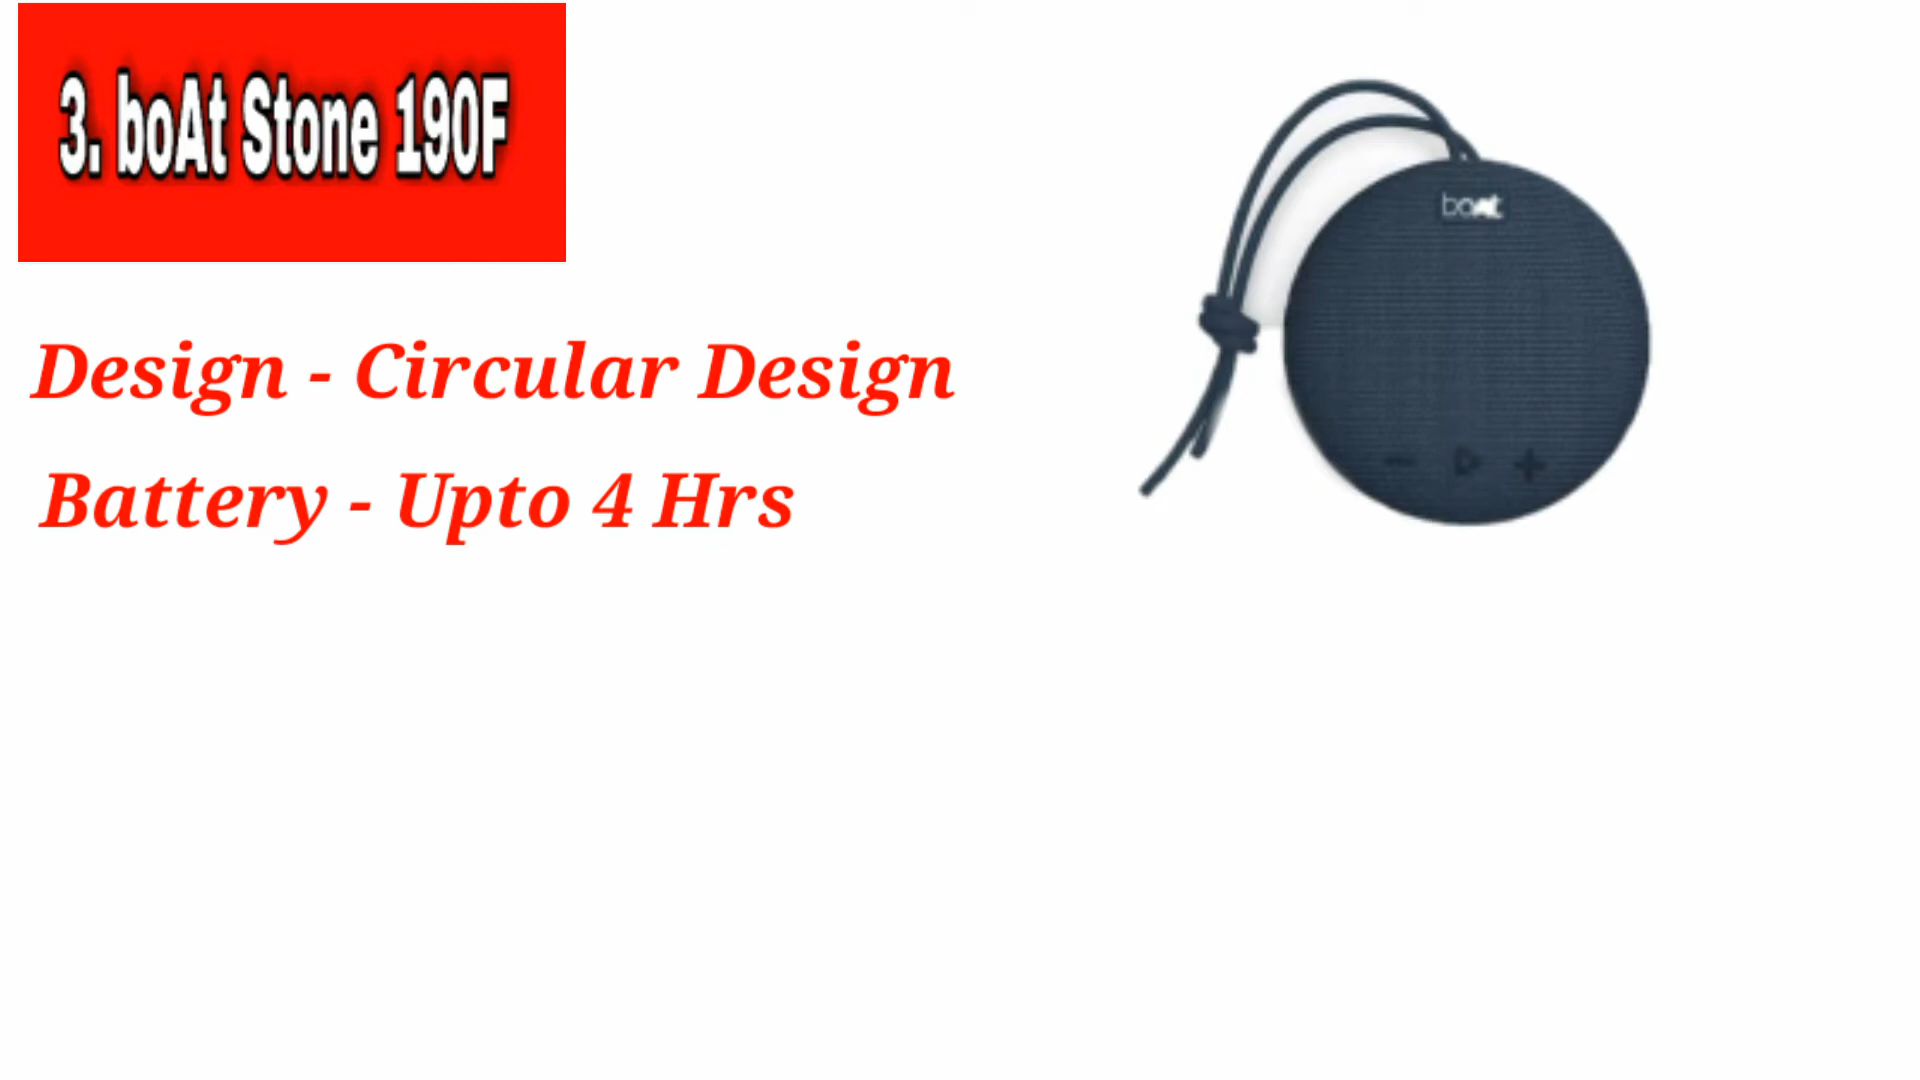 3. boAt Stone 190F
boAt
Design - Circular Design
Battery - Upto 4 Hrs